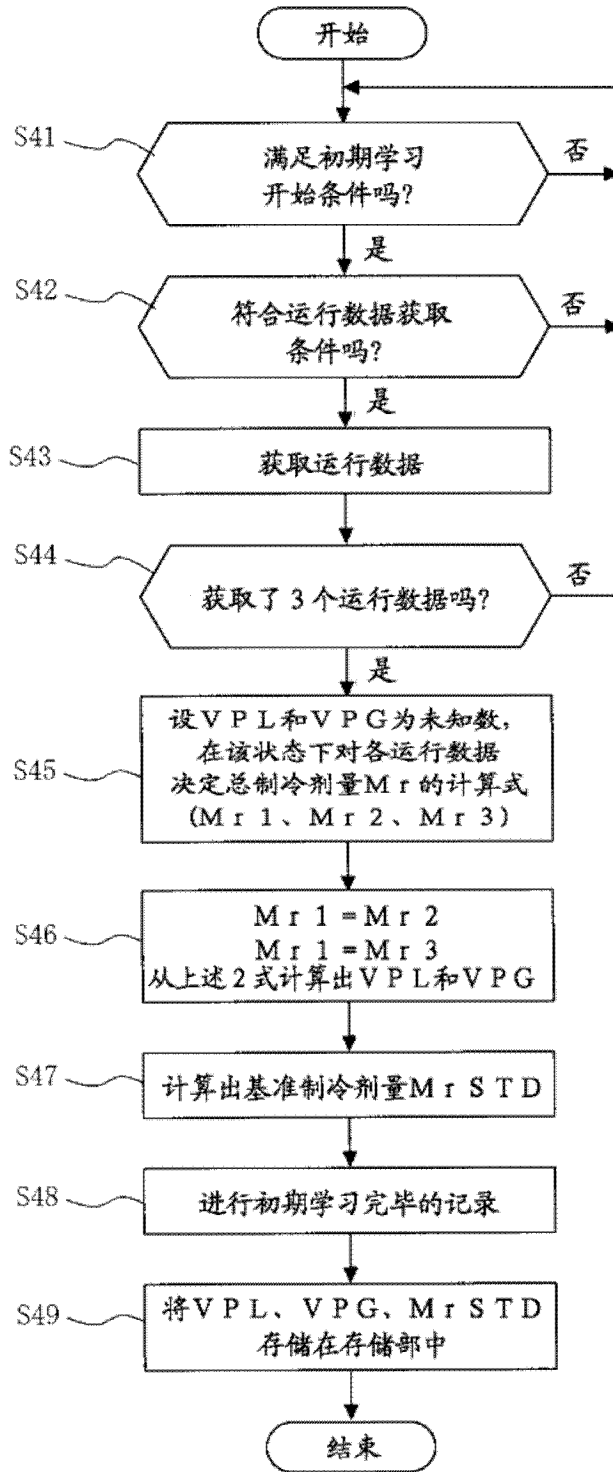 开始
S41
满足初期学习
开始条件吗?
否
是
S42
符合运行数据获取
条件吗?
否
是
S43
获取运行数据
S44
获取了3个运行数据吗?
否
是
S45
设VPL和VPG为未知数,
在该状态下对各运行数据
决定总制冷剂量Mr的计算式
(Mr1、Mr2、Mr3)
S46
Mr1=Mr2
Mr1=Mr3
从上述2式计算出VPL和VPG
S47
计算出基准制冷剂量MrSTD
S48
进行初期学习完毕的记录
S49
将VPL、VPG、MrSTD
存储在存储部中
结束